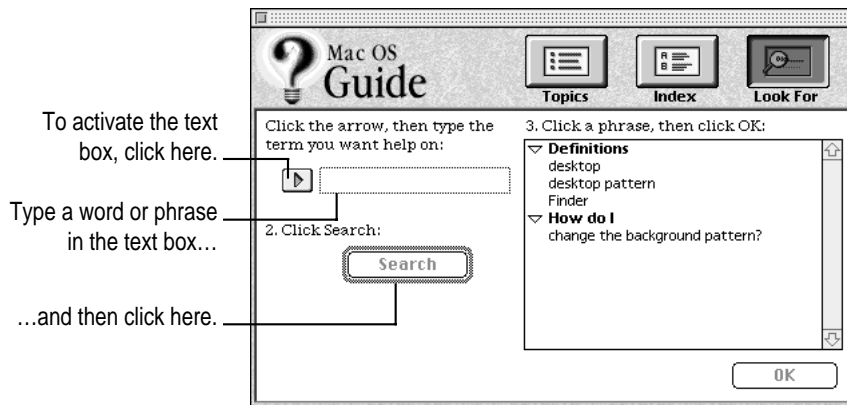 Mac OS
Guide
Topics
Index
Look For
To activate the text
box, click here.
Type a word or phrase
in the text box…
…and then click here.
Click the arrow, then type the
term you want help on:
2. Click Search:
Search
3. Click a phrase, then click OK:
Definitions
desktop
desktop pattern
Finder
How do I
change the background pattern?
OK